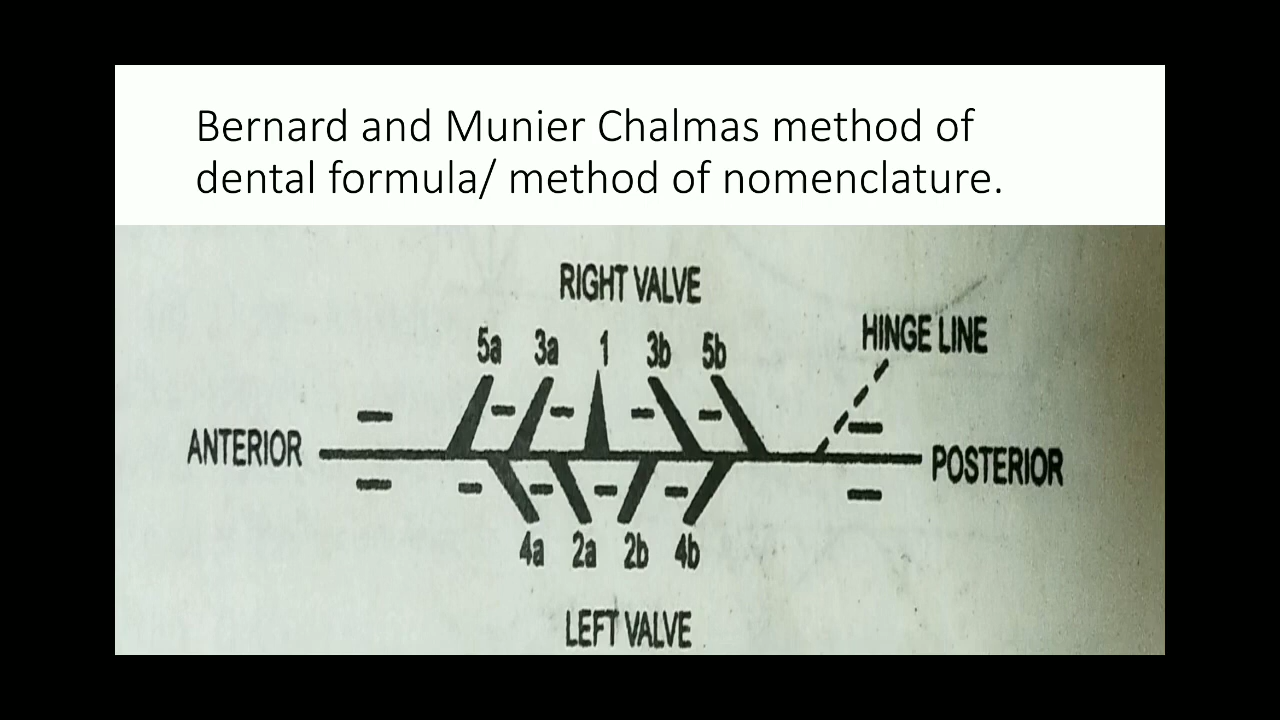 Bernard and Munier Chalmas method of
dental formula/ method of nomenclature.
RIGHT VALVE
5a 3a 1 3b 5b
HINGE LINE
ANTERIOR
POSTERIOR
4a 2a 2b 4b
LEFT VALVE